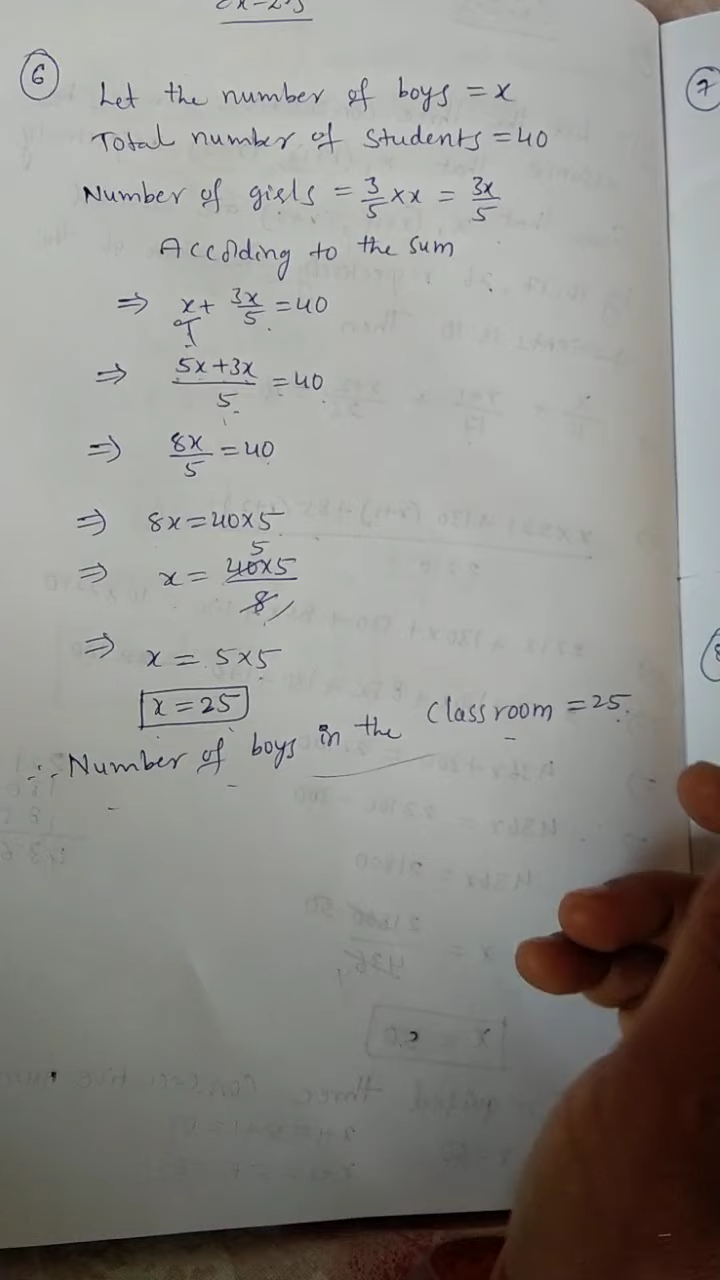 6
Let the number of boys = x
Total number of students = 40
Number of girls = 3/5 × x = 3x/5
According to the sum
⇒ x + 3x/5 = 40
⇒ 5x + 3x / 5 = 40
⇒ 8x/5 = 40
⇒ 8x = 40×5
5
⇒ x = 40×5 / 8
⇒ x = 5×5
x = 25
∴ Number of boys in the classroom = 25.
7